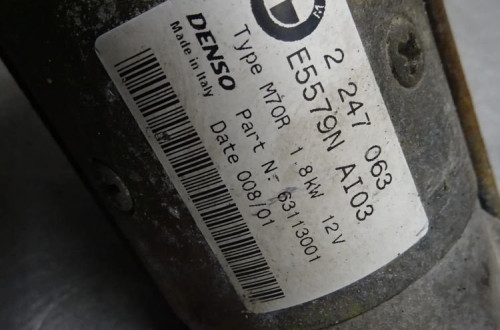 M
2 247 063
E5579N AI03
DENSO
Made in Italy
Type M70R 1.8kW 12V
Part N. 63113001
Date 008/01